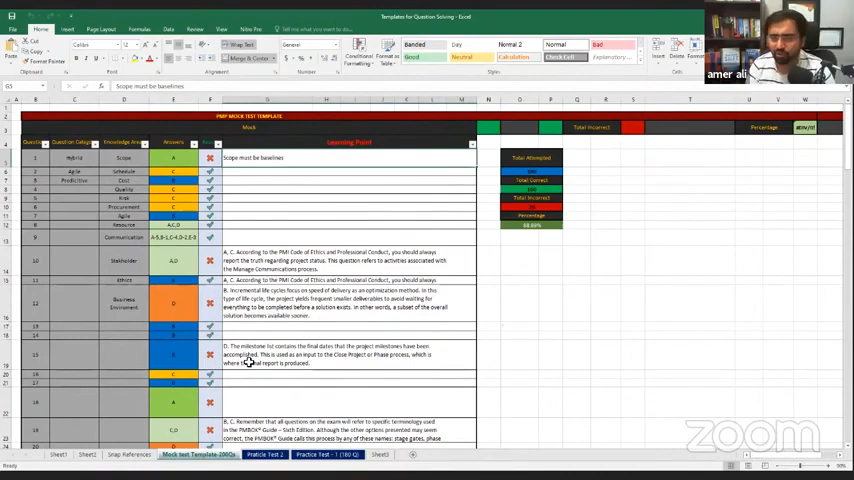 Templates for Question Solving - Excel
File Home Insert Page Layout Formulas Data Review View Nitro Pro Tell me what you want to do...
Cut
Copy
Format Painter
Clipboard
Calibri
Font
Wrap Text
Merge & Center
Alignment
General
Number
Conditional Formatting
Format as Table
Banded Day Normal 2 Normal Bad
Good Neutral Calculation Check Cell Explanatory ...
Styles
Insert Delete
Cells
amer ali
G5 Scope must be baselines
PMP MOCK TEST TEMPLATE
Mock Total Incorrect Percentage #DIV/0!
Answers Learning Point
1 Hybrid Scope A Scope must be baselines Total Attempted
2 Agile Schedule C
3 Predicitive Cost B Total Correct
4 Quality C
5 Risk C Total Incorrect
6 Procurement C
7 Agile B Percentage
8 Resource A,C,D
9 Communication
10 Stakholder A,D A, C. According to the PMI Code of Ethics and Professional Conduct, you should always
report the truth regarding project status. This question refers to activities associated with
the Manage Communications process.
11 Ethics B A, C. According to the PMI Code of Ethics and Professional Conduct, you should always
12 Business Enviroment D B. Incremental life cycles focus on speed of delivery as an optimization method. In this
type of life cycle, the project yields frequent smaller deliverables to avoid waiting for
everything to be completed before a solution exists. In other words, a subset of the overall
solution becomes available sooner.
13
14
15 D. The milestone list contains the final dates that the project milestones have been
accomplished. This is used as an input to the Close Project or Phase process, which is
where report is produced.
16 C
17
18 A
19 C,D B, C. Remember that all questions on the exam will refer to specific terminology used
in the PMBOK® Guide – Sixth Edition. Although the other options presented may seem
correct, the PMBOK® Guide calls this process by any of these names: stage gates, phase
Sheet1 Sheet2 Snap References Mock test Template-200Qs Praticle Test 2 Practice Test - 1 (180 Q) Sheet3
Ready 50%
zoom